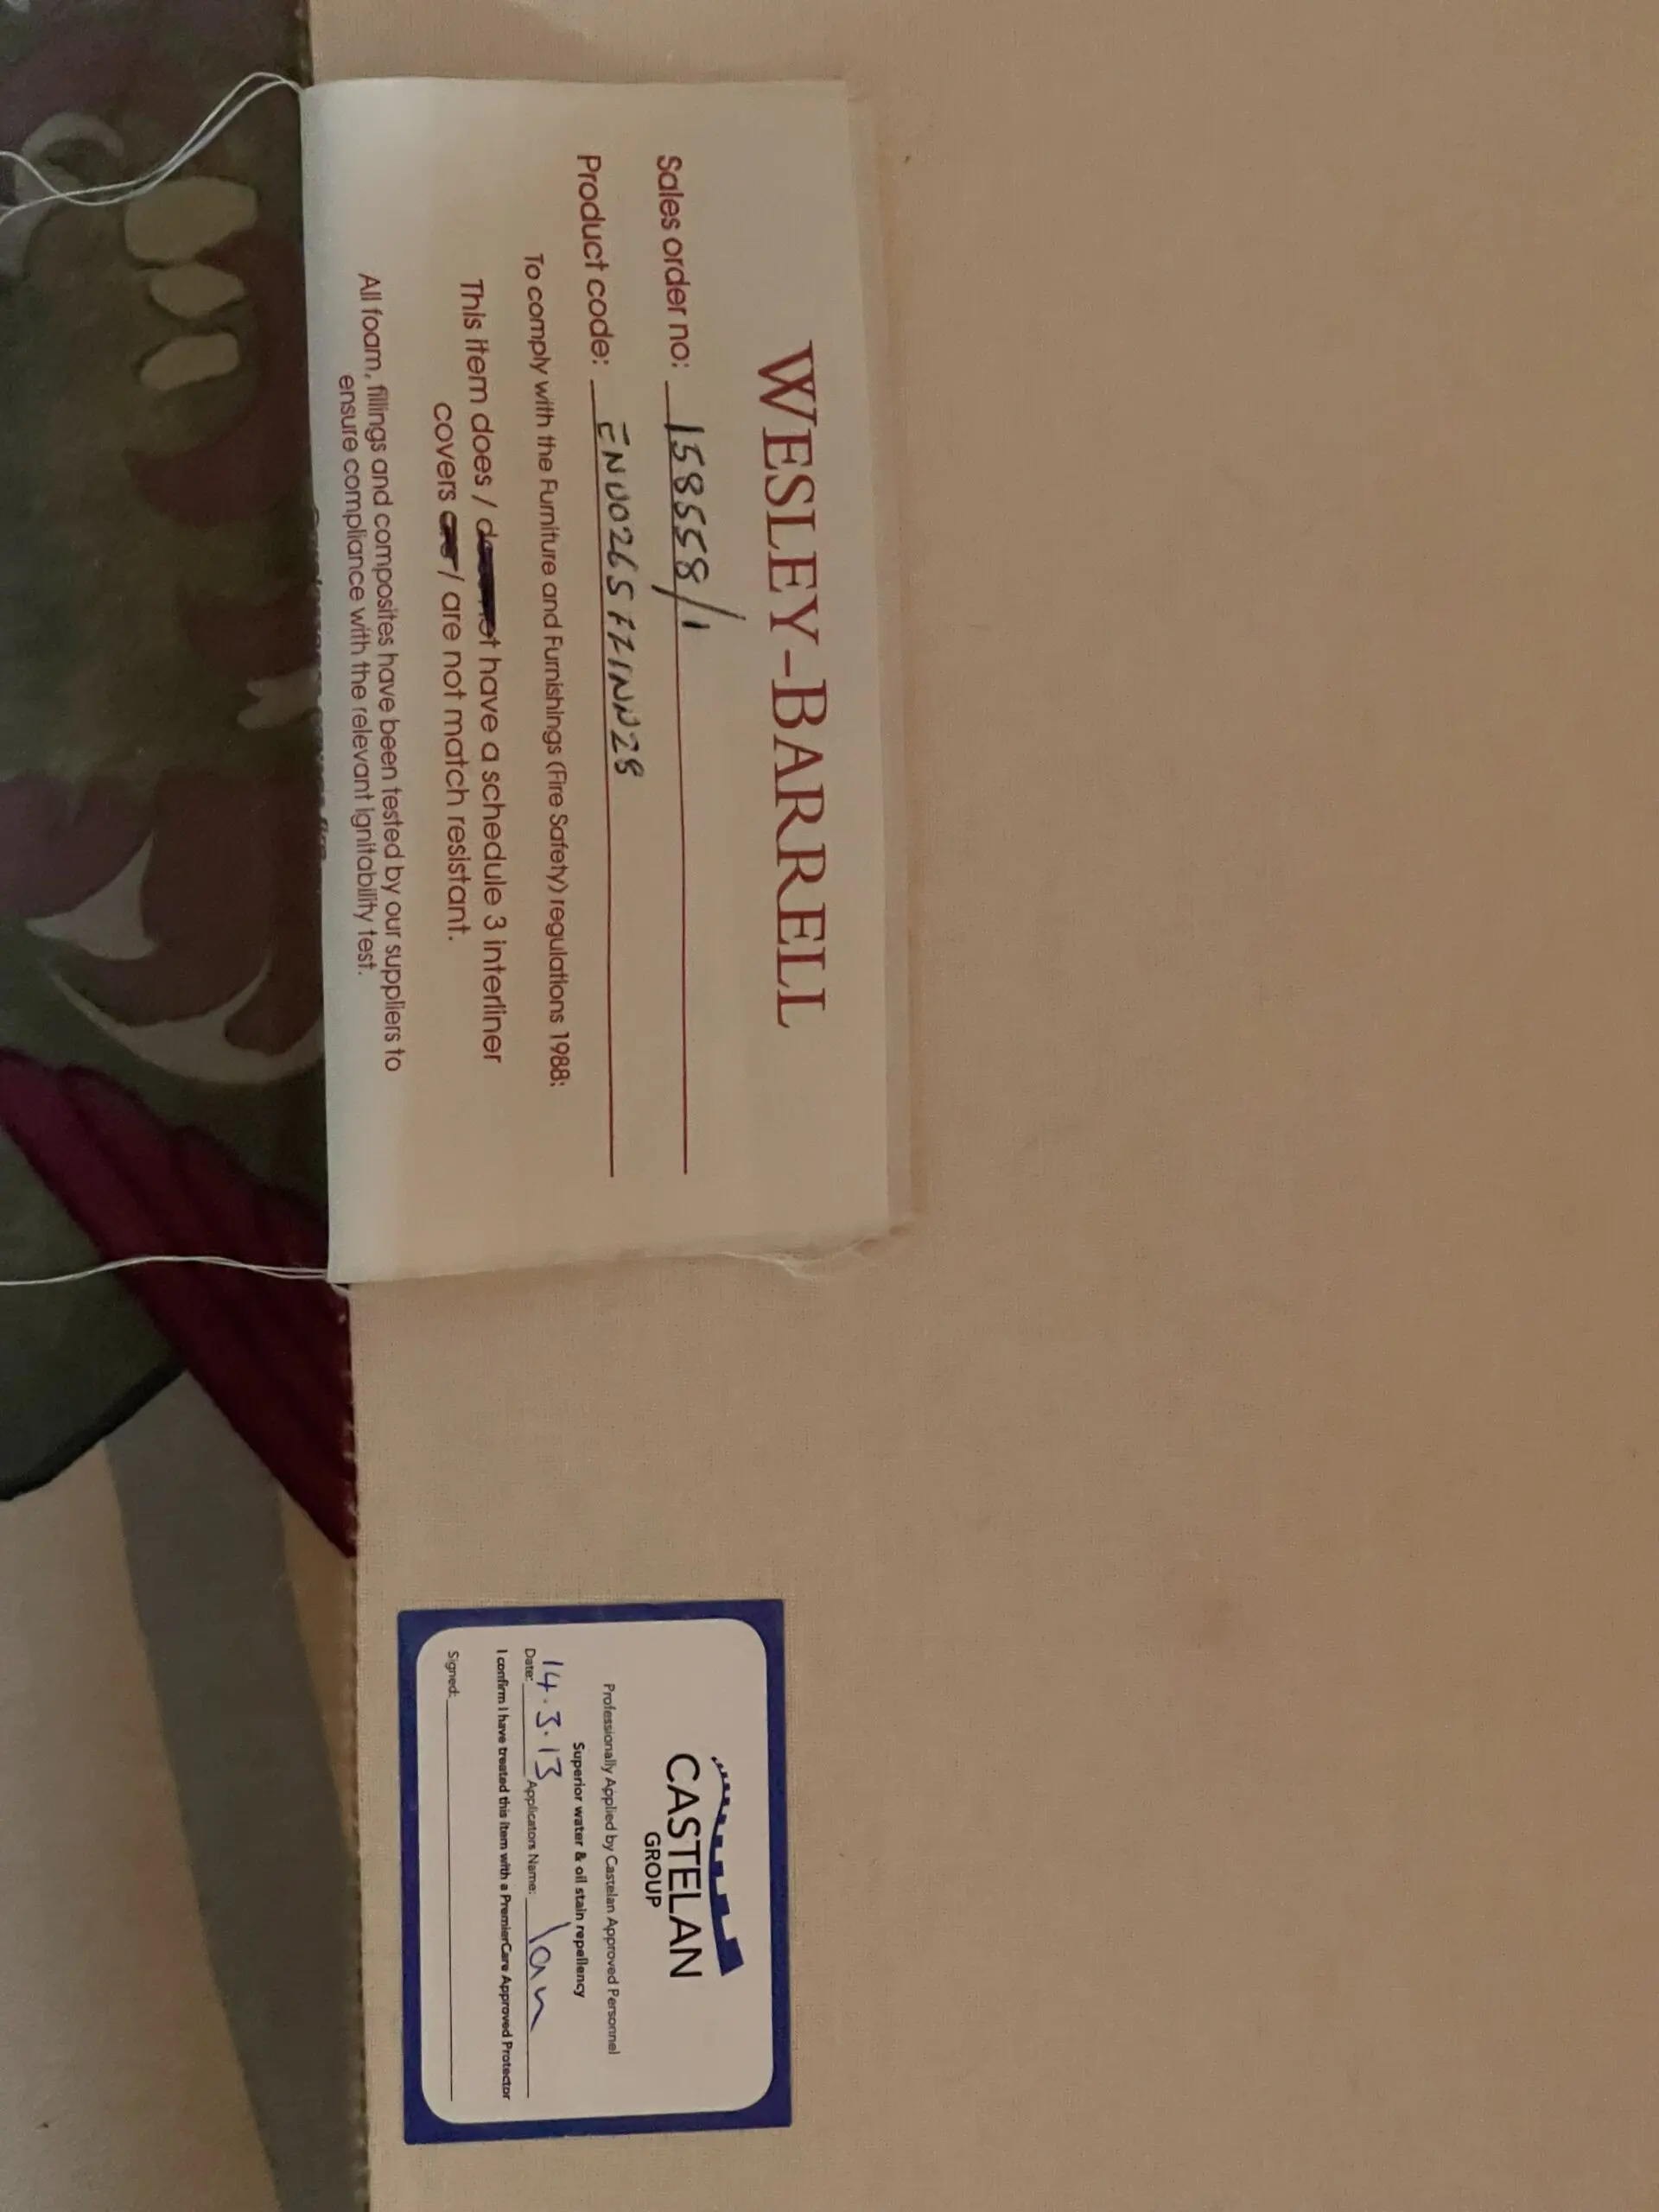 WESLEY-BARRELL
Sales order no: 158558/1
Product code: ENU0265FZINN28
To comply with the Furniture and Furnishings (Fire Safety) regulations 1988:
This item does / have a schedule 3 interliner
covers / are not match resistant.
All foam, fillings and composites have been tested by our suppliers to
ensure compliance with the relevant ignitability test.
CASTELAN
GROUP
Professionally Applied by Castelan Approved Personnel
Superior water & oil stain repellency
Date: 14.3.13 Applicators Name: Ian
I confirm I have treated this item with a PremierCare Approved Protector
Signed: